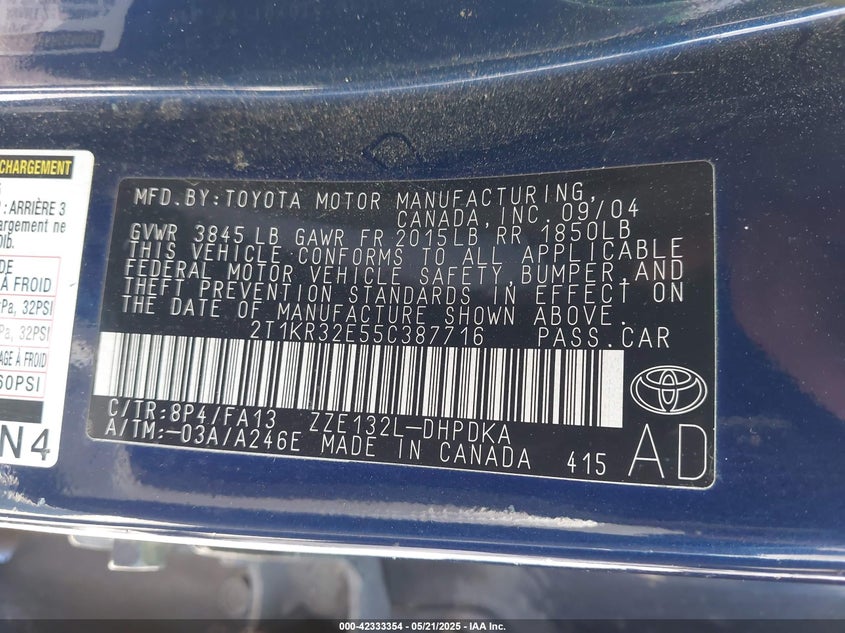 CHARGEMENT
: ARRIÈRE 3
argement ne
DE
À FROID
Pa, 32PSI
Pa, 32PSI
AGE À FROID
60PSI
N4
MFD.BY:TOYOTA MOTOR MANUFACTURING,
CANADA,INC. 09/04
GVWR 3845 LB GAWR FR 2015LB RR 1850LB
THIS VEHICLE CONFORMS TO ALL APPLICABLE
FEDERAL MOTOR VEHICLE SAFETY,BUMPER,AND
THEFT PREVENTION STANDARDS IN EFFECT ON
THE DATE OF MANUFACTURE SHOWN ABOVE.
2T1KR32E55C387716 PASS.CAR
C/TR:8P4/FA13 ZZE132L-DHPDKA
A/TM:-03A/A246E MADE IN CANADA 415 AD
000-42333354 - 05/21/2025 - IAA Inc.